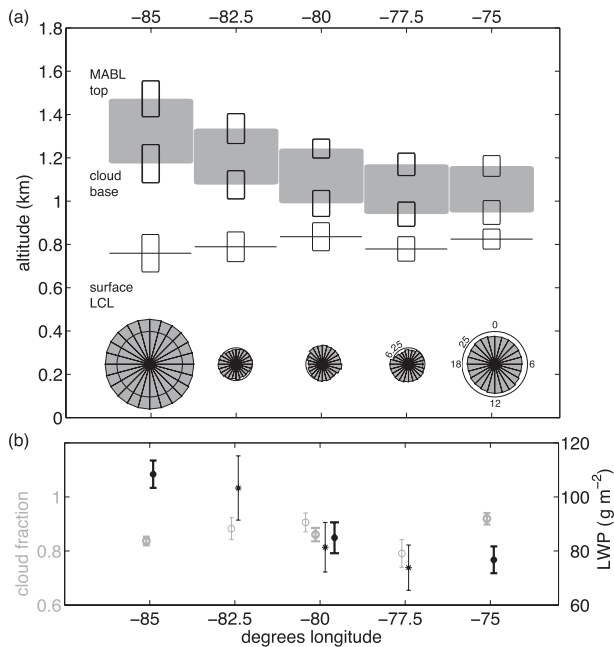 (a)
−85 −82.5 −80 −77.5 −75
1.8
1.6
1.4
1.2
1
0.8
0.6
0.4
0.2
0
altitude (km)
MABL
top
cloud
base
surface
LCL
6.25
0
25
18
6
12
(b)
1
0.8
0.6
cloud fraction
120
100
80
60
LWP (g m−2)
−85 −82.5 −80 −77.5 −75
degrees longitude